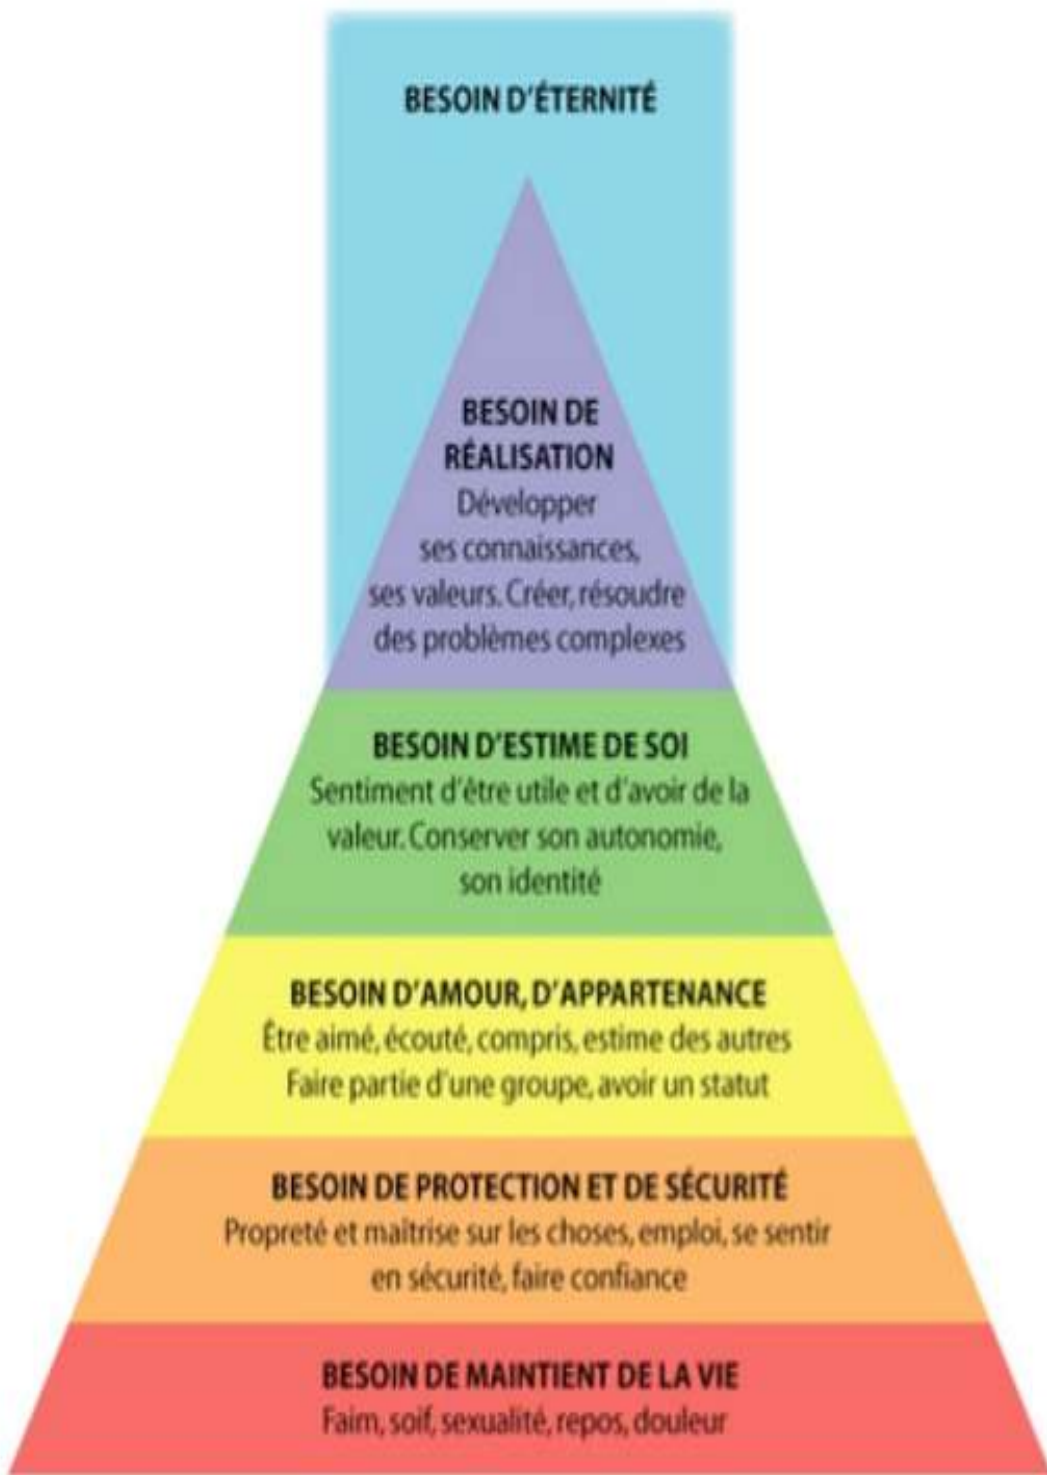 BESOIN D'ÉTERNITÉ
BESOIN DE
RÉALISATION
Développer
ses connaissances,
ses valeurs. Créer, résoudre
des problèmes complexes
BESOIN D'ESTIME DE SOI
Sentiment d'être utile et d'avoir de la
valeur. Conserver son autonomie,
son identité
BESOIN D'AMOUR, D'APPARTENANCE
Être aimé, écouté, compris, estime des autres
Faire partie d'une groupe, avoir un statut
BESOIN DE PROTECTION ET DE SÉCURITÉ
Propreté et maîtrise sur les choses, emploi, se sentir
en sécurité, faire confiance
BESOIN DE MAINTIENT DE LA VIE
Faim, soif, sexualité, repos, douleur